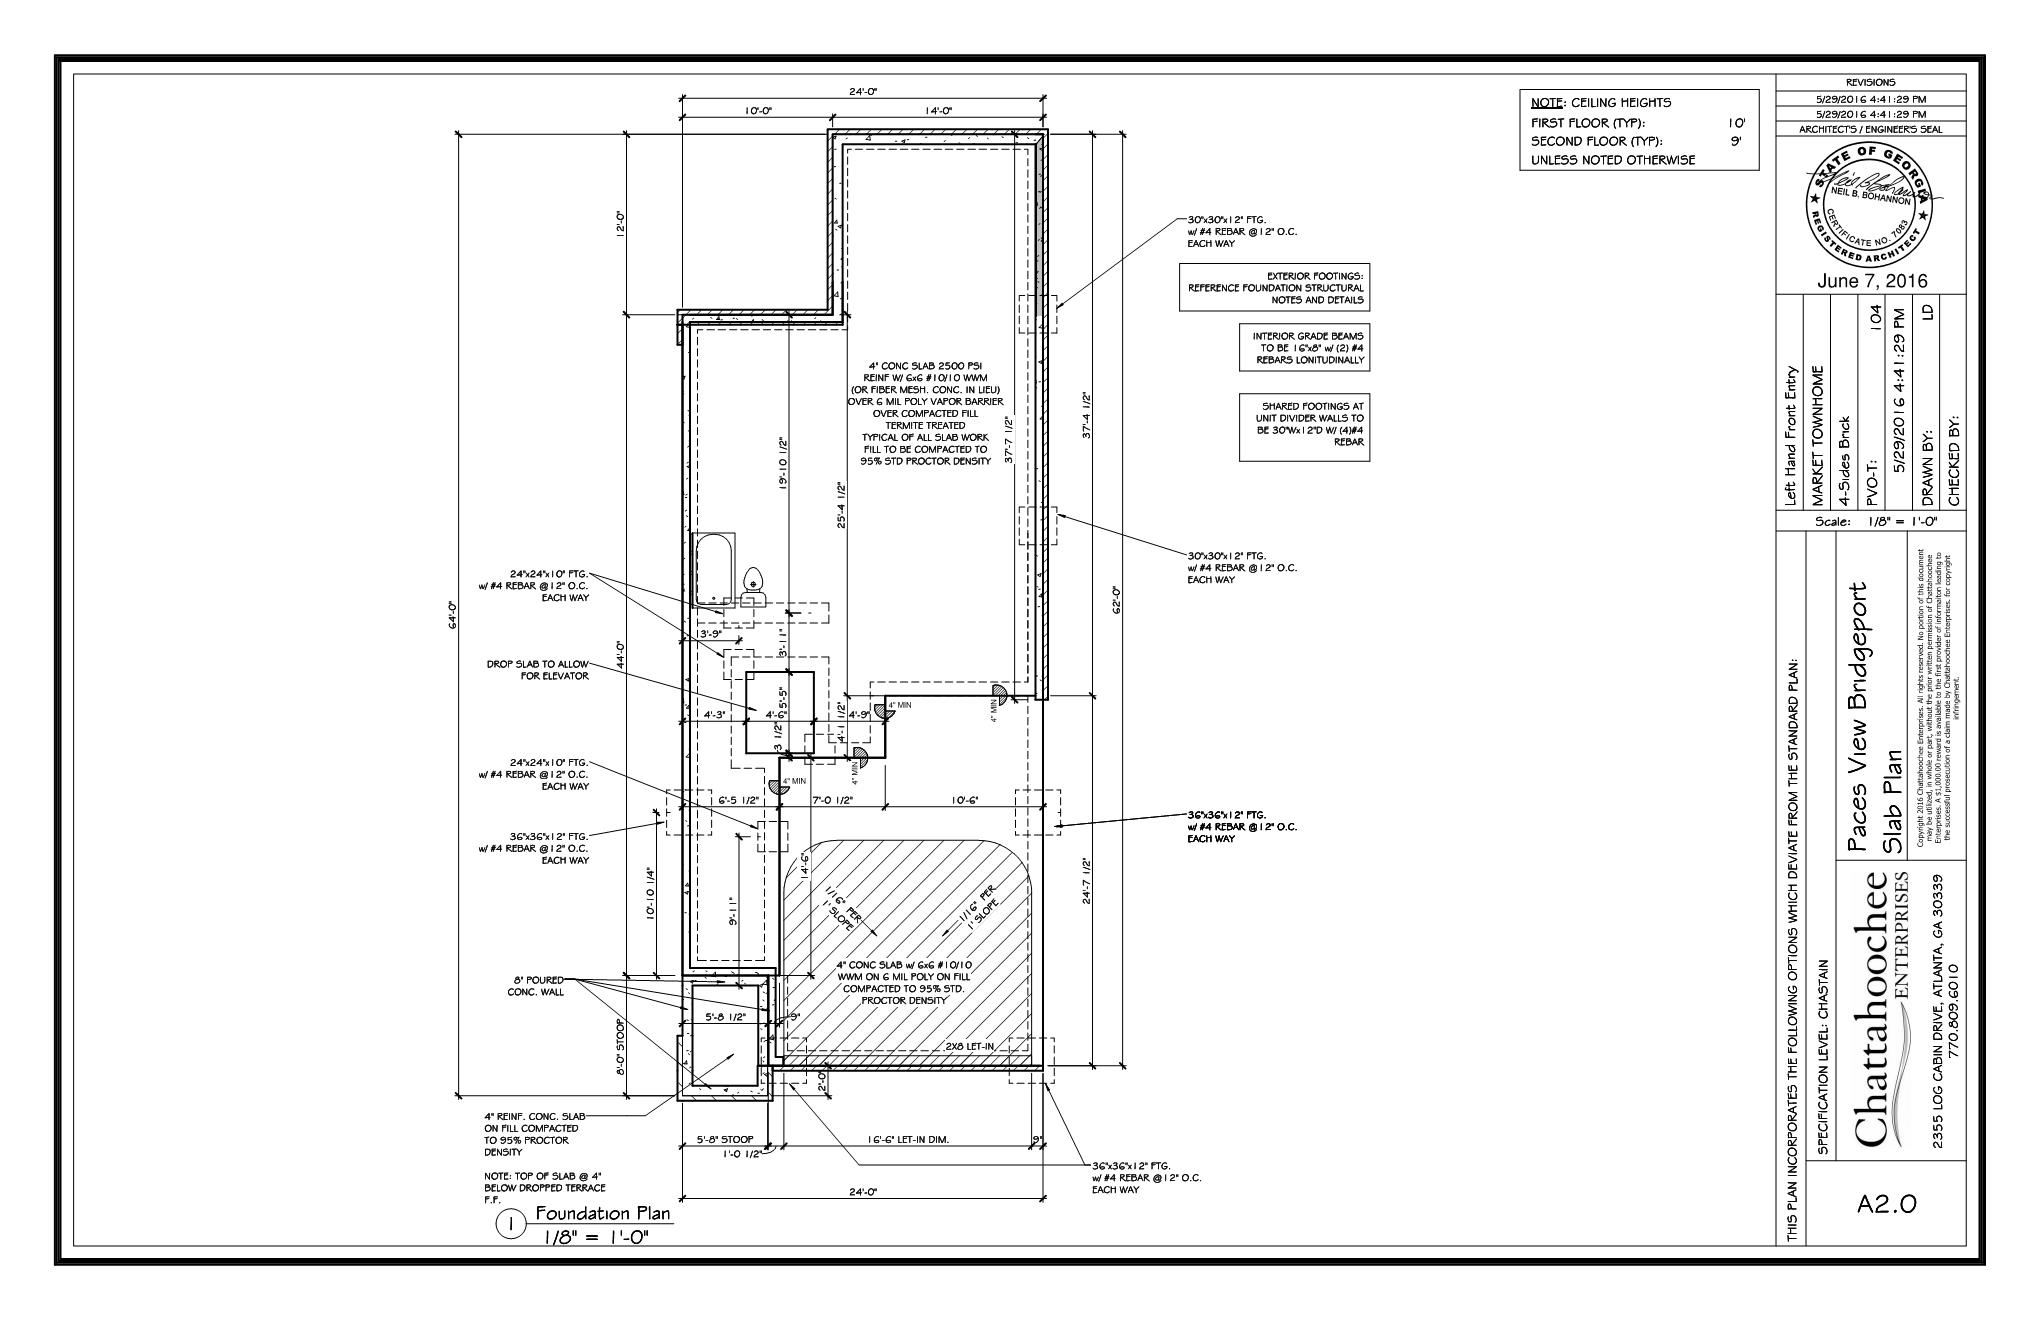 24'-0"
10'-0"
14'-0"
12'-0"
64'-0"
44'-0"
8'-0" STOOP
62'-0"
37'-4 1/2"
37'-7 1/2"
24'-7 1/2"
19'-10 1/2"
25'-4 1/2"
3'-11"
3'-9"
5'-5"
4'-3"
4'-6"
4'-9"
3 1/2"
4'-1 1/2"
4" MIN
4" MIN
4" MIN
4" MIN
6'-5 1/2"
7'-0 1/2"
10'-6"
14'-6"
10'-10 1/4"
9'-11"
5'-8 1/2"
9"
2'-0"
5'-8" STOOP
1'-0 1/2"
16'-6" LET-IN DIM.
9"
24'-0"
4" CONC SLAB 2500 PSI
REINF W/ 6x6 #10/10 WWM
(OR FIBER MESH. CONC. IN LIEU)
OVER 6 MIL POLY VAPOR BARRIER
OVER COMPACTED FILL
TERMITE TREATED
TYPICAL OF ALL SLAB WORK
FILL TO BE COMPACTED TO
95% STD PROCTOR DENSITY
1/16" PER
1' SLOPE
1/16" PER
1' SLOPE
4" CONC SLAB w/ 6x6 #10/10
WWM ON 6 MIL POLY ON FILL
COMPACTED TO 95% STD.
PROCTOR DENSITY
2X8 LET-IN
24"x24"x10" FTG.
w/ #4 REBAR @12" O.C.
EACH WAY
DROP SLAB TO ALLOW
FOR ELEVATOR
24"x24"x10" FTG.
w/ #4 REBAR @12" O.C.
EACH WAY
36"x36"x12" FTG.
w/ #4 REBAR @12" O.C.
EACH WAY
8" POURED
CONC. WALL
4" REINF. CONC. SLAB
ON FILL COMPACTED
TO 95% PROCTOR
DENSITY
NOTE: TOP OF SLAB @ 4"
BELOW DROPPED TERRACE
F.F.
1
Foundation Plan
1/8" = 1'-0"
30"x30"x12" FTG.
w/ #4 REBAR @12" O.C.
EACH WAY
EXTERIOR FOOTINGS:
REFERENCE FOUNDATION STRUCTURAL
NOTES AND DETAILS
INTERIOR GRADE BEAMS
TO BE 16"x8" w/ (2) #4
REBARS LONITUDINALLY
SHARED FOOTINGS AT
UNIT DIVIDER WALLS TO
BE 30"Wx12"D W/ (4)#4
REBAR
30"x30"x12" FTG.
w/ #4 REBAR @12" O.C.
EACH WAY
36"x36"x12" FTG.
w/ #4 REBAR @12" O.C.
EACH WAY
36"x36"x12" FTG.
w/ #4 REBAR @12" O.C.
EACH WAY
NOTE: CEILING HEIGHTS
FIRST FLOOR (TYP): 10'
SECOND FLOOR (TYP): 9'
UNLESS NOTED OTHERWISE
REVISIONS
5/29/2016 4:41:29 PM
5/29/2016 4:41:29 PM
ARCHITECT'S / ENGINEER'S SEAL
STATE OF GEORGIA
NEIL B. BOHANNON
CERTIFICATE NO. 7083
REGISTERED ARCHITECT
June 7, 2016
Left Hand Front Entry
MARKET TOWNHOME
4-Sides Brick
PVO-T: 104
5/29/2016 4:41:29 PM
DRAWN BY: LD
CHECKED BY:
Scale: 1/8" = 1'-0"
THIS PLAN INCORPORATES THE FOLLOWING OPTIONS WHICH DEVIATE FROM THE STANDARD PLAN:
SPECIFICATION LEVEL: CHASTAIN
Paces View Bridgeport
Slab Plan
Copyright 2016 Chattahoochee Enterprises. All rights reserved. No portion of this document
may be utilized, in whole or part, without the prior written permission of Chattahoochee
Enterprises. A $1,000.00 reward is available to the first provider of information leading to
the successful prosecution of a claim made by Chattahoochee Enterprises. for copyright
infringement.
Chattahoochee
ENTERPRISES
2355 LOG CABIN DRIVE, ATLANTA, GA 30339
770.809.6010
A2.0